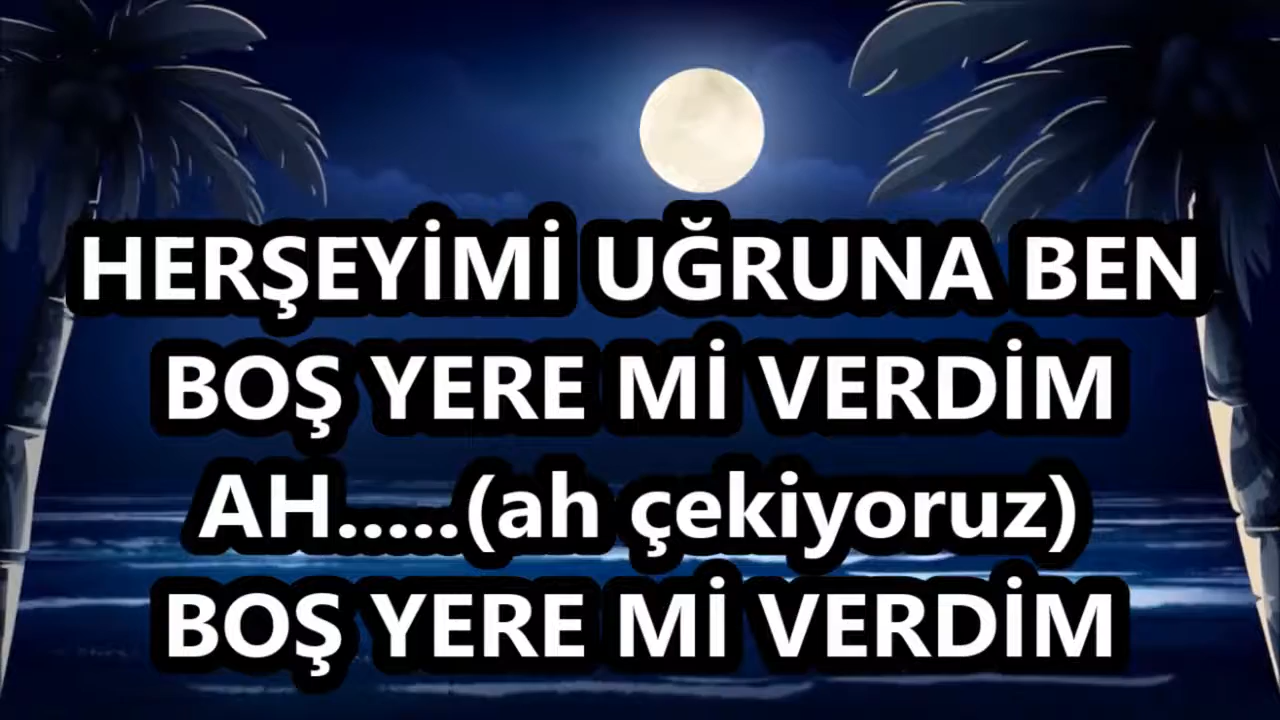 HERŞEYİMİ UĞRUNA BEN
BOŞ YERE Mİ VERDİM
AH.....(ah çekiyoruz)
BOŞ YERE Mİ VERDİM